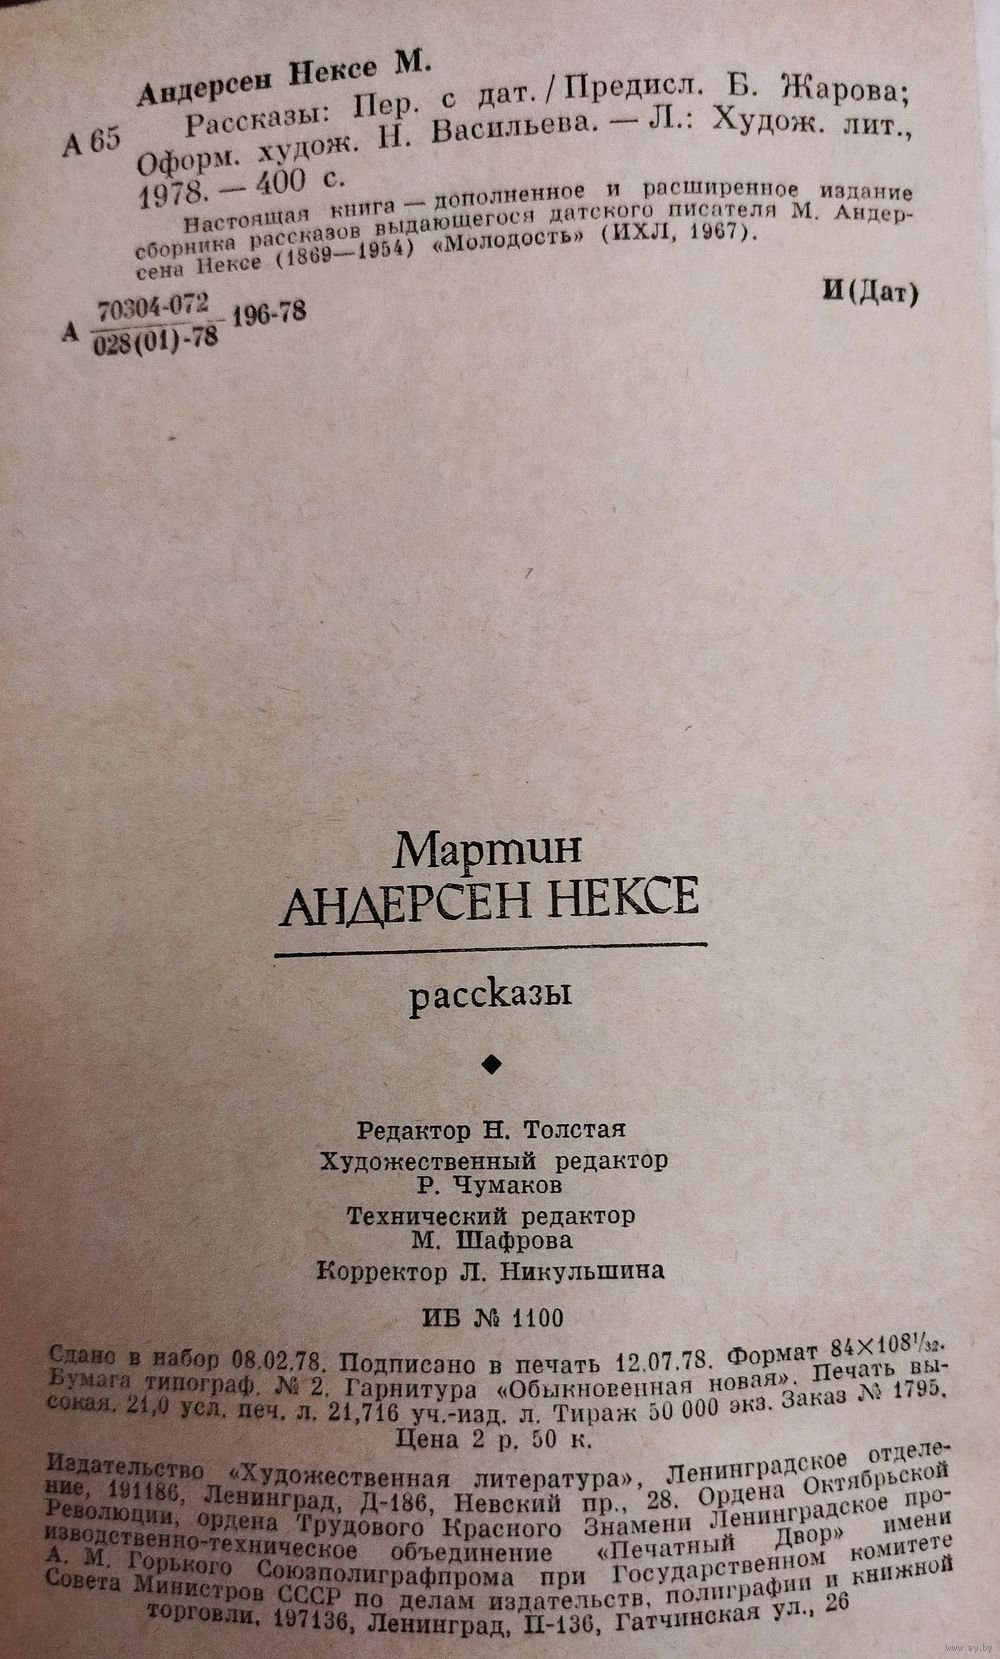 Андерсен Нексе М.
А 65 Рассказы: Пер. с дат. / Предисл. Б. Жарова;
Оформ. худож. Н. Васильева. — Л.: Худож. лит.,
1978. — 400 с.
Настоящая книга — дополненное и расширенное издание
сборника рассказов выдающегося датского писателя М. Андер-
сена Нексе (1869—1954) «Молодость» (ИХЛ, 1967).
А 70304-072
028(01)-78 196-78
И(Дат)
Мартин
АНДЕРСЕН НЕКСЕ
рассказы
Редактор Н. Толстая
Художественный редактор
Р. Чумаков
Технический редактор
М. Шафрова
Корректор Л. Никульшина
ИБ № 1100
Сдано в набор 08.02.78. Подписано в печать 12.07.78. Формат 84×108 1/32.
Бумага типограф. № 2. Гарнитура «Обыкновенная новая». Печать вы-
сокая. 21,0 усл. печ. л. 21,716 уч.-изд. л. Тираж 50 000 экз. Заказ № 1795.
Цена 2 р. 50 к.
Издательство «Художественная литература», Ленинградское отделе-
ние, 191186, Ленинград, Д-186, Невский пр., 28. Ордена Октябрьской
Революции, ордена Трудового Красного Знамени Ленинградское про-
изводственно-техническое объединение «Печатный Двор» имени
А. М. Горького Союзполиграфпрома при Государственном комитете
Совета Министров СССР по делам издательств, полиграфии и книжной
торговли. 197136, Ленинград, П-136, Гатчинская ул., 26
www.ay.by